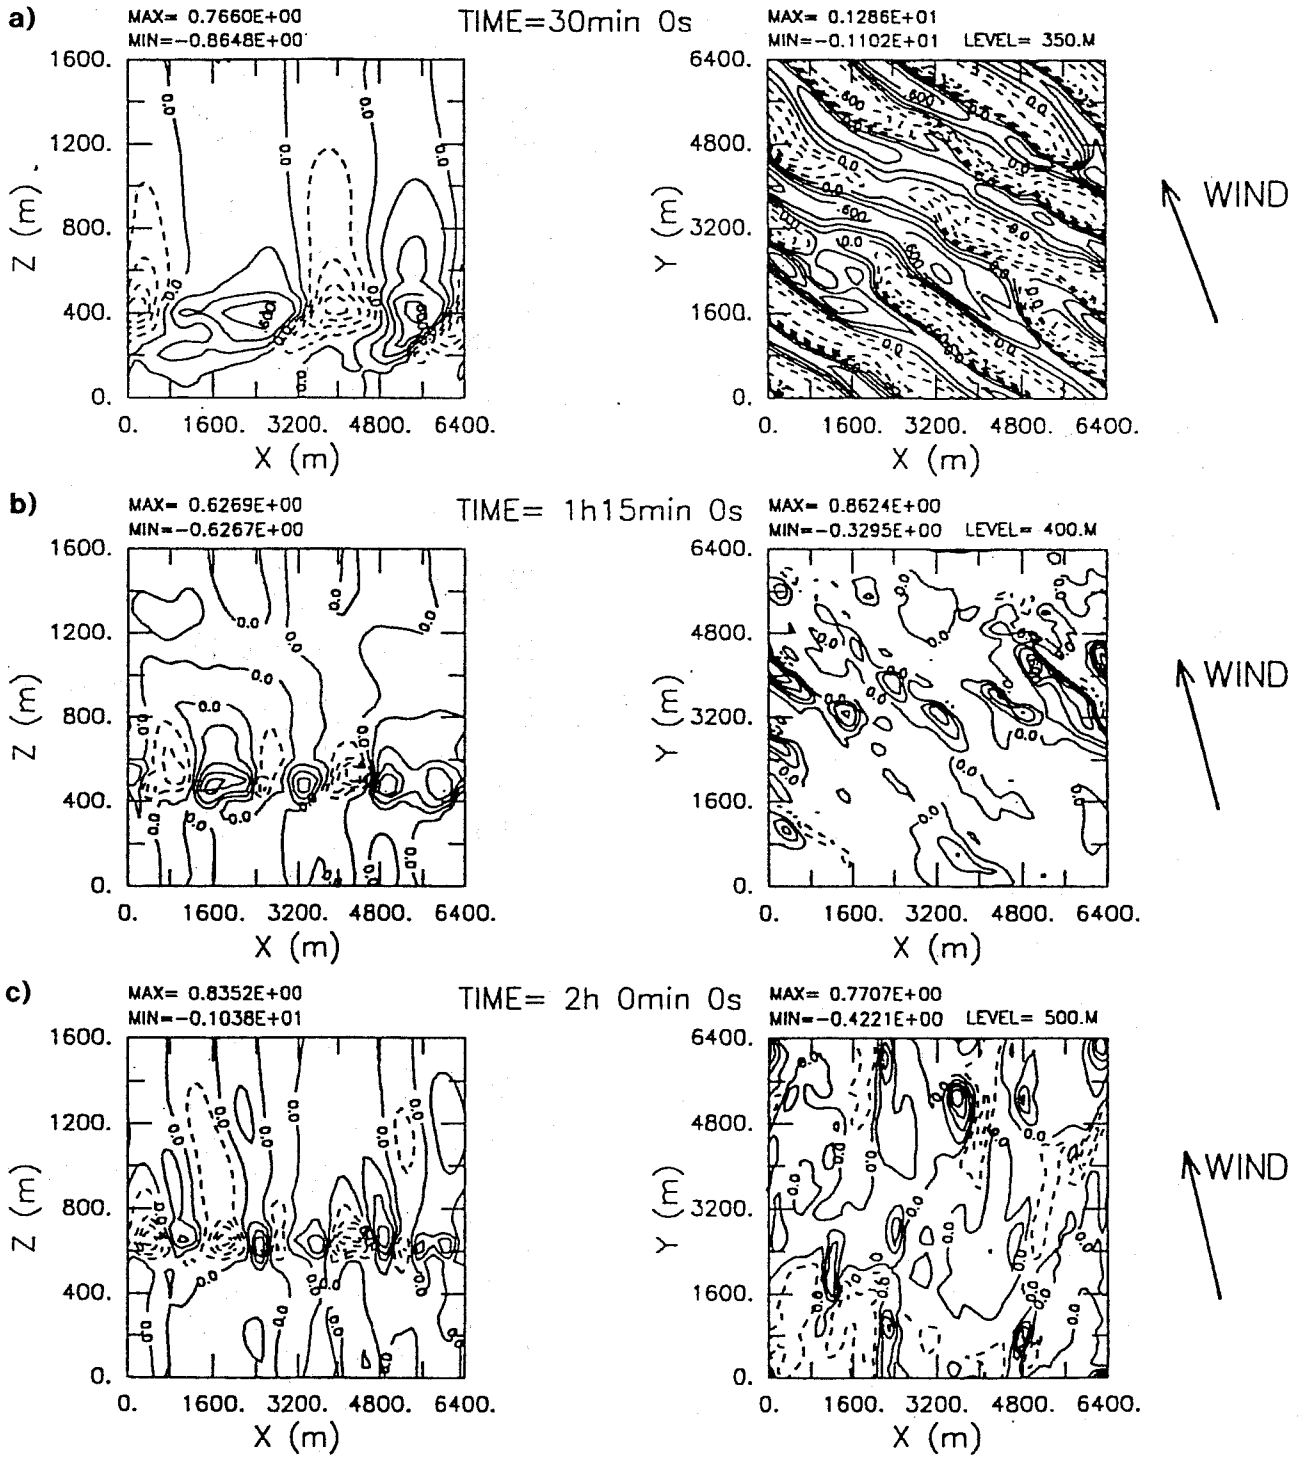 a)
MAX= 0.7660E+00
MIN=-0.8648E+00
TIME=30min 0s
MAX= 0.1286E+01
MIN=-0.1102E+01 LEVEL= 350.M
1600.
1200.
800.
400.
0.
Z (m)
0. 1600. 3200. 4800. 6400.
X (m)
6400.
4800.
3200.
1600.
0.
Y (m)
0. 1600. 3200. 4800. 6400.
X (m)
WIND
b)
MAX= 0.6269E+00
MIN=-0.6267E+00
TIME= 1h15min 0s
MAX= 0.8624E+00
MIN=-0.3295E+00 LEVEL= 400.M
1600.
1200.
800.
400.
0.
Z (m)
0. 1600. 3200. 4800. 6400.
X (m)
6400.
4800.
3200.
1600.
0.
Y (m)
0. 1600. 3200. 4800. 6400.
X (m)
WIND
c)
MAX= 0.8352E+00
MIN=-0.1038E+01
TIME= 2h 0min 0s
MAX= 0.7707E+00
MIN=-0.4221E+00 LEVEL= 500.M
1600.
1200.
800.
400.
0.
Z (m)
0. 1600. 3200. 4800. 6400.
X (m)
6400.
4800.
3200.
1600.
0.
Y (m)
0. 1600. 3200. 4800. 6400.
X (m)
WIND